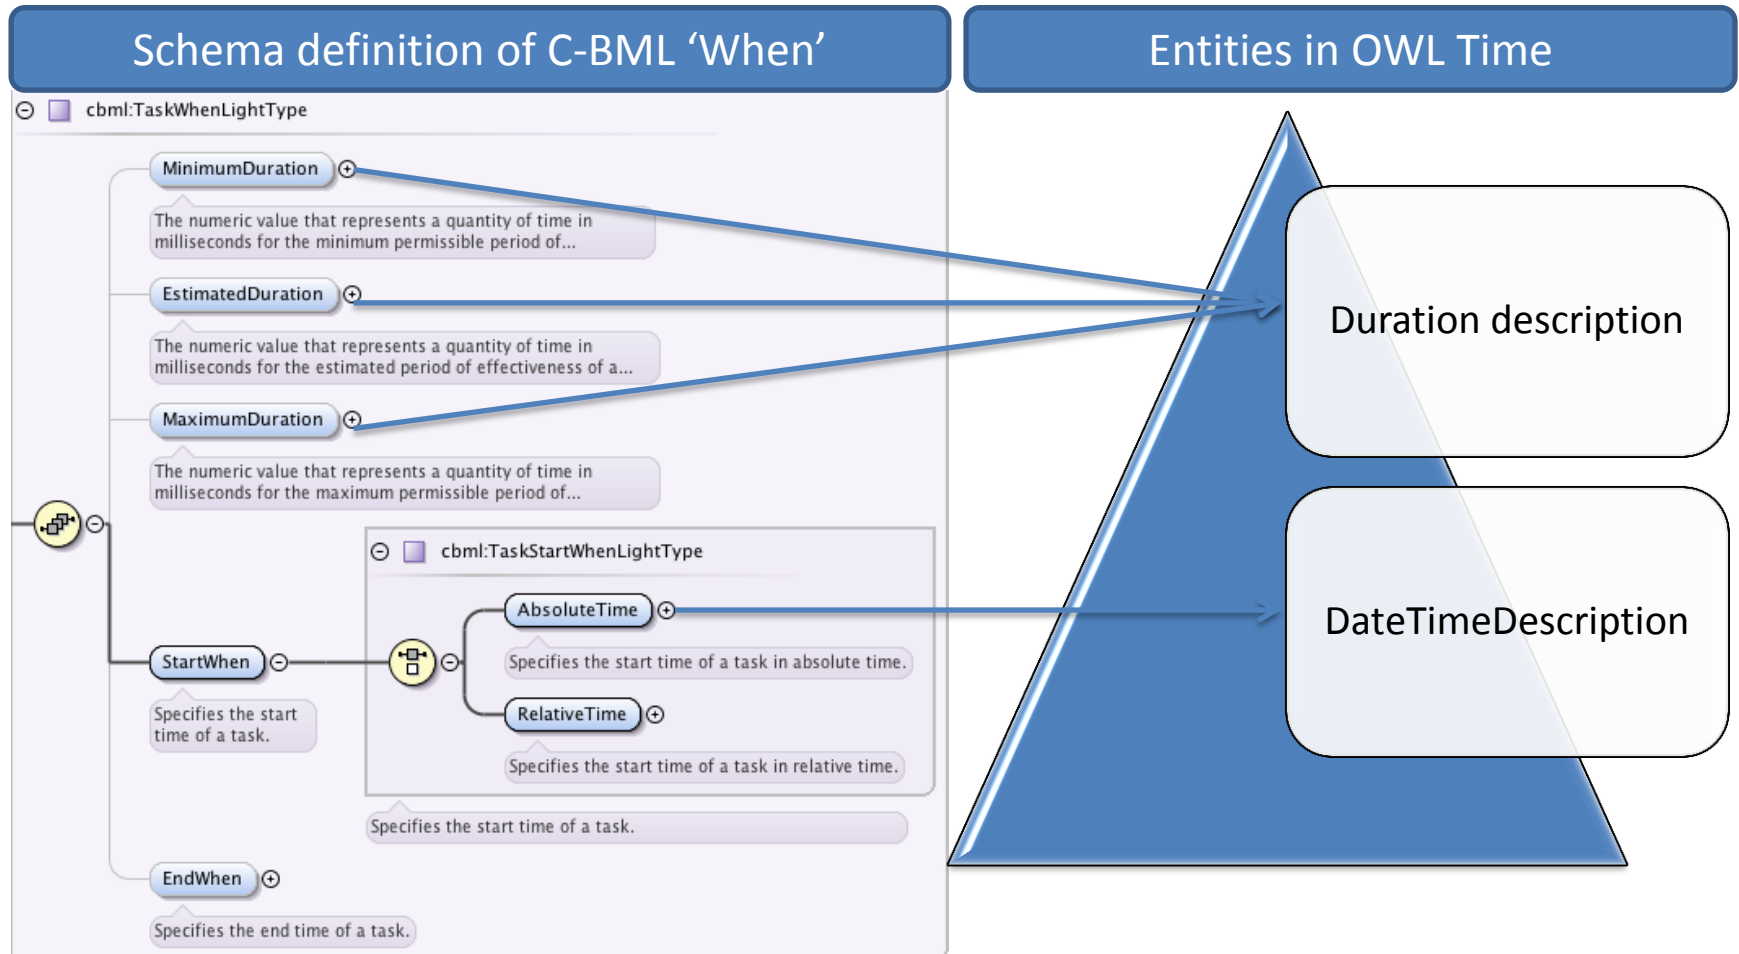 Schema definition of C-BML ‘When’
Entities in OWL Time
cbml:TaskWhenLightType
MinimumDuration
The numeric value that represents a quantity of time in
milliseconds for the minimum permissible period of...
EstimatedDuration
The numeric value that represents a quantity of time in
milliseconds for the estimated period of effectiveness of a...
MaximumDuration
The numeric value that represents a quantity of time in
milliseconds for the maximum permissible period of...
cbml:TaskStartWhenLightType
AbsoluteTime
Specifies the start time of a task in absolute time.
StartWhen
Specifies the start
time of a task.
RelativeTime
Specifies the start time of a task in relative time.
Specifies the start time of a task.
EndWhen
Specifies the end time of a task.
Duration description
DateTimeDescription